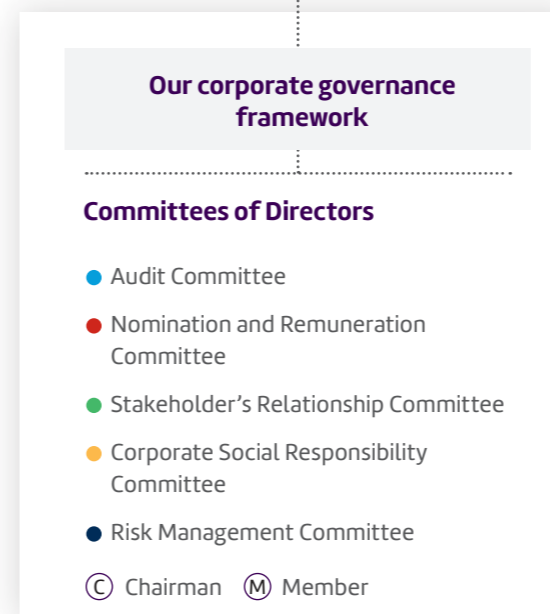 Our corporate governance
framework
Committees of Directors
Audit Committee
Nomination and Remuneration
Committee
Stakeholder’s Relationship Committee
Corporate Social Responsibility
Committee
Risk Management Committee
C Chairman M Member